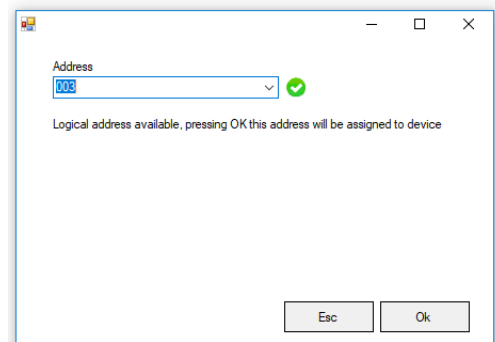 Address
003
Logical address available, pressing OK this address will be assigned to device
Esc
Ok